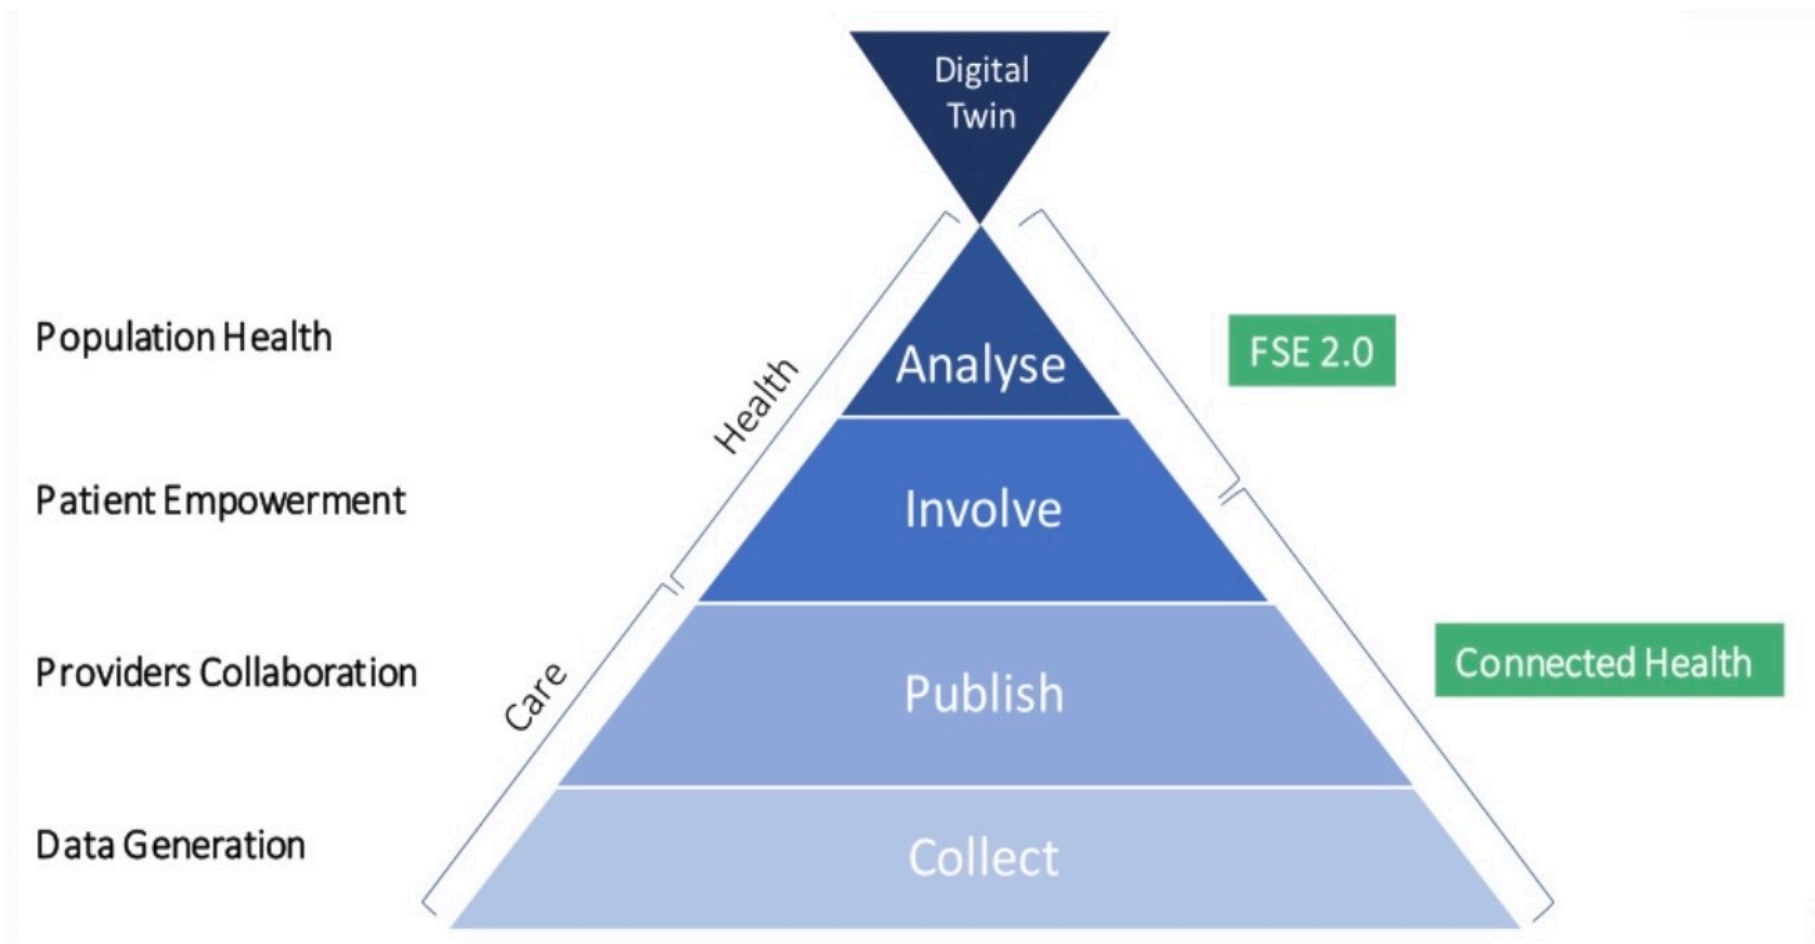 Digital
Twin
Population Health
Health
Analyse
FSE 2.0
Patient Empowerment
Involve
Providers Collaboration
Care
Publish
Connected Health
Data Generation
Collect